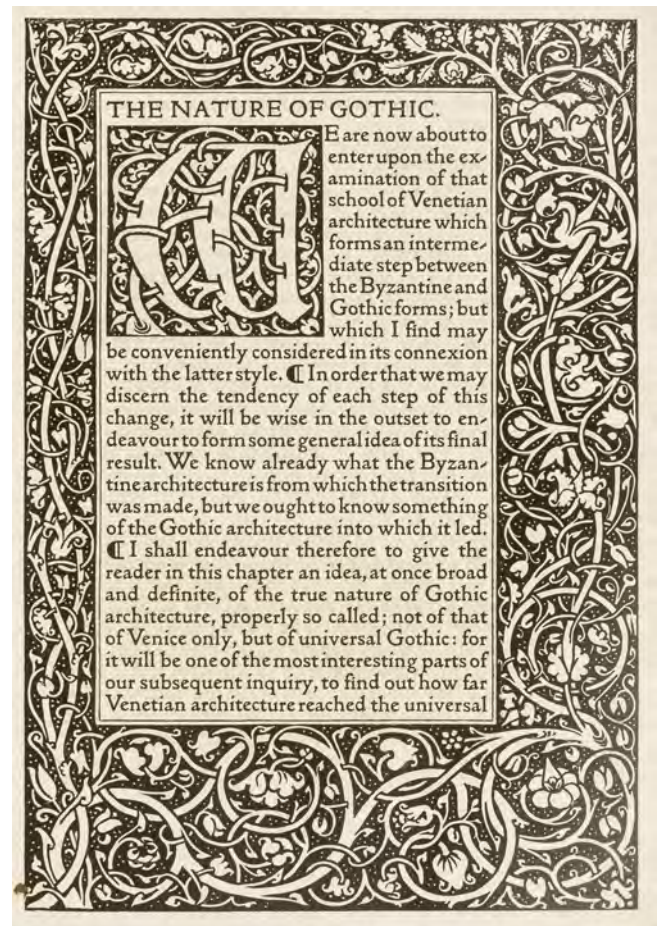 THE NATURE OF GOTHIC.
WE are now about to
enter upon the ex-
amination of that
school of Venetian
architecture which
forms an interme-
diate step between
the Byzantine and
Gothic forms; but
which I find may
be conveniently considered in its connexion
with the latter style. ¶ In order that we may
discern the tendency of each step of this
change, it will be wise in the outset to en-
deavour to form some general idea of its final
result. We know already what the Byzan-
tine architecture is from which the transition
was made, but we ought to know something
of the Gothic architecture into which it led.
¶ I shall endeavour therefore to give the
reader in this chapter an idea, at once broad
and definite, of the true nature of Gothic
architecture, properly so called; not of that
of Venice only, but of universal Gothic: for
it will be one of the most interesting parts of
our subsequent inquiry, to find out how far
Venetian architecture reached the universal